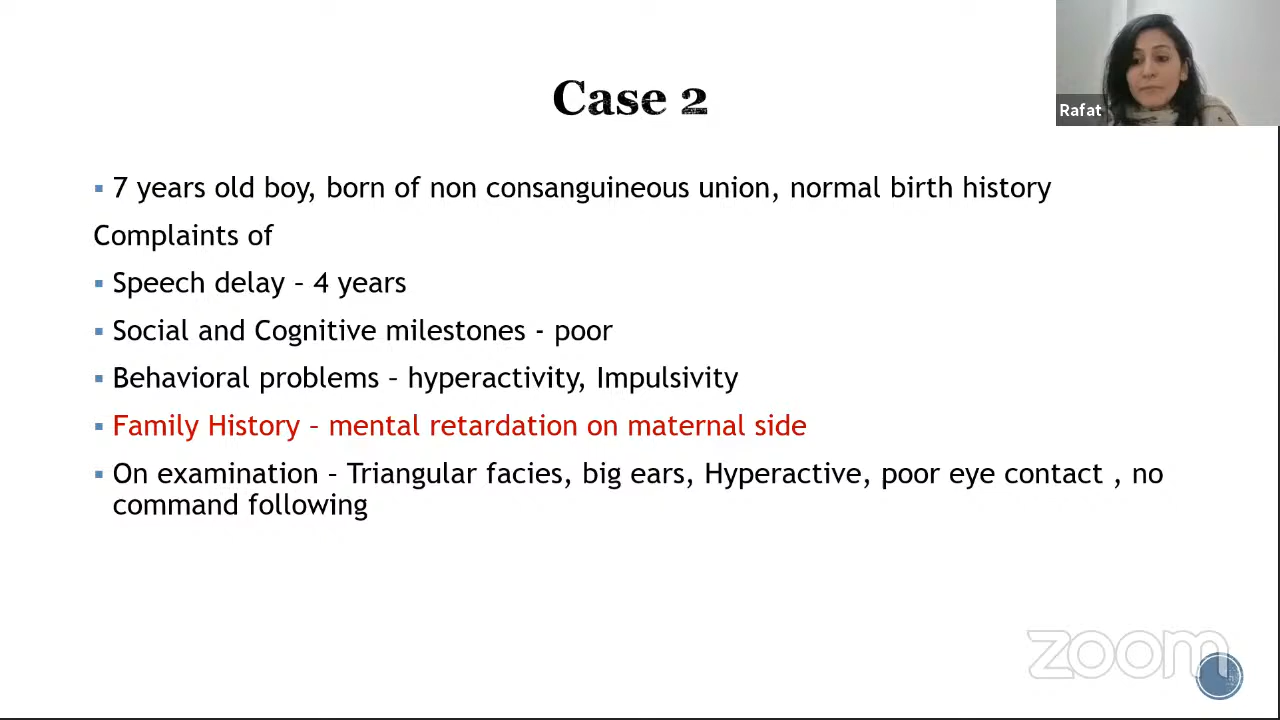 Case 2
Rafat
▪ 7 years old boy, born of non consanguineous union, normal birth history
Complaints of
▪ Speech delay – 4 years
▪ Social and Cognitive milestones - poor
▪ Behavioral problems – hyperactivity, Impulsivity
▪ Family History – mental retardation on maternal side
▪ On examination – Triangular facies, big ears, Hyperactive, poor eye contact , no
command following
zoom